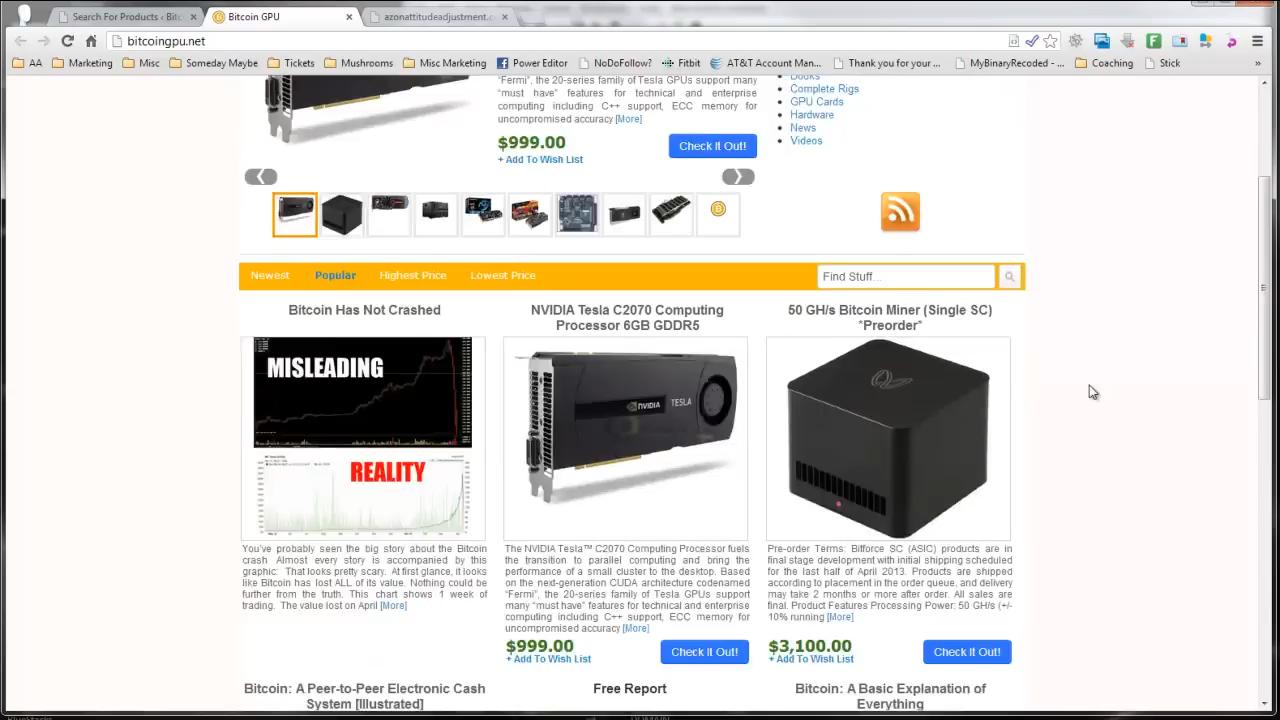 Search For Products ‹ Bitc
Bitcoin GPU
azonattitudeadjustment.c
bitcoingpu.net
AA
Marketing
Misc
Someday Maybe
Tickets
Mushrooms
Misc Marketing
Power Editor
NoDoFollow?
Fitbit
AT&T Account Man...
Thank you for your ...
MyBinaryRecoded - ...
Coaching
Stick
»
"Fermi", the 20-series family of Tesla GPUs support many
"must have" features for technical and enterprise
computing including C++ support, ECC memory for
uncompromised accuracy [More]
$999.00
+ Add To Wish List
Check It Out!
Books
Complete Rigs
GPU Cards
Hardware
News
Videos
Newest
Popular
Highest Price
Lowest Price
Find Stuff...
Bitcoin Has Not Crashed
MISLEADING
REALITY
You've probably seen the big story about the Bitcoin
crash Almost every story is accompanied by this
graphic: That looks pretty scary. At first glance, it looks
like Bitcoin has lost ALL of its value. Nothing could be
further from the truth. This chart shows 1 week of
trading. The value lost on April [More]
NVIDIA Tesla C2070 Computing
Processor 6GB GDDR5
NVIDIA
TESLA
The NVIDIA Tesla™ C2070 Computing Processor fuels
the transition to parallel computing and bring the
performance of a small cluster to the desktop. Based
on the next-generation CUDA architecture codenamed
"Fermi", the 20-series family of Tesla GPUs support
many "must have" features for technical and enterprise
computing including C++ support, ECC memory for
uncompromised accuracy [More]
$999.00
+ Add To Wish List
Check It Out!
50 GH/s Bitcoin Miner (Single SC)
*Preorder*
Pre-order Terms: Bitforce SC (ASIC) products are in
final stage development with initial shipping scheduled
for the last half of April 2013. Products are shipped
according to placement in the order queue, and delivery
may take 2 months or more after order. All sales are
final. Product Features Processing Power: 50 GH/s (+/-
10% running [More]
$3,100.00
+ Add To Wish List
Check It Out!
Bitcoin: A Peer-to-Peer Electronic Cash
System [Illustrated]
Free Report
Bitcoin: A Basic Explanation of
Everything